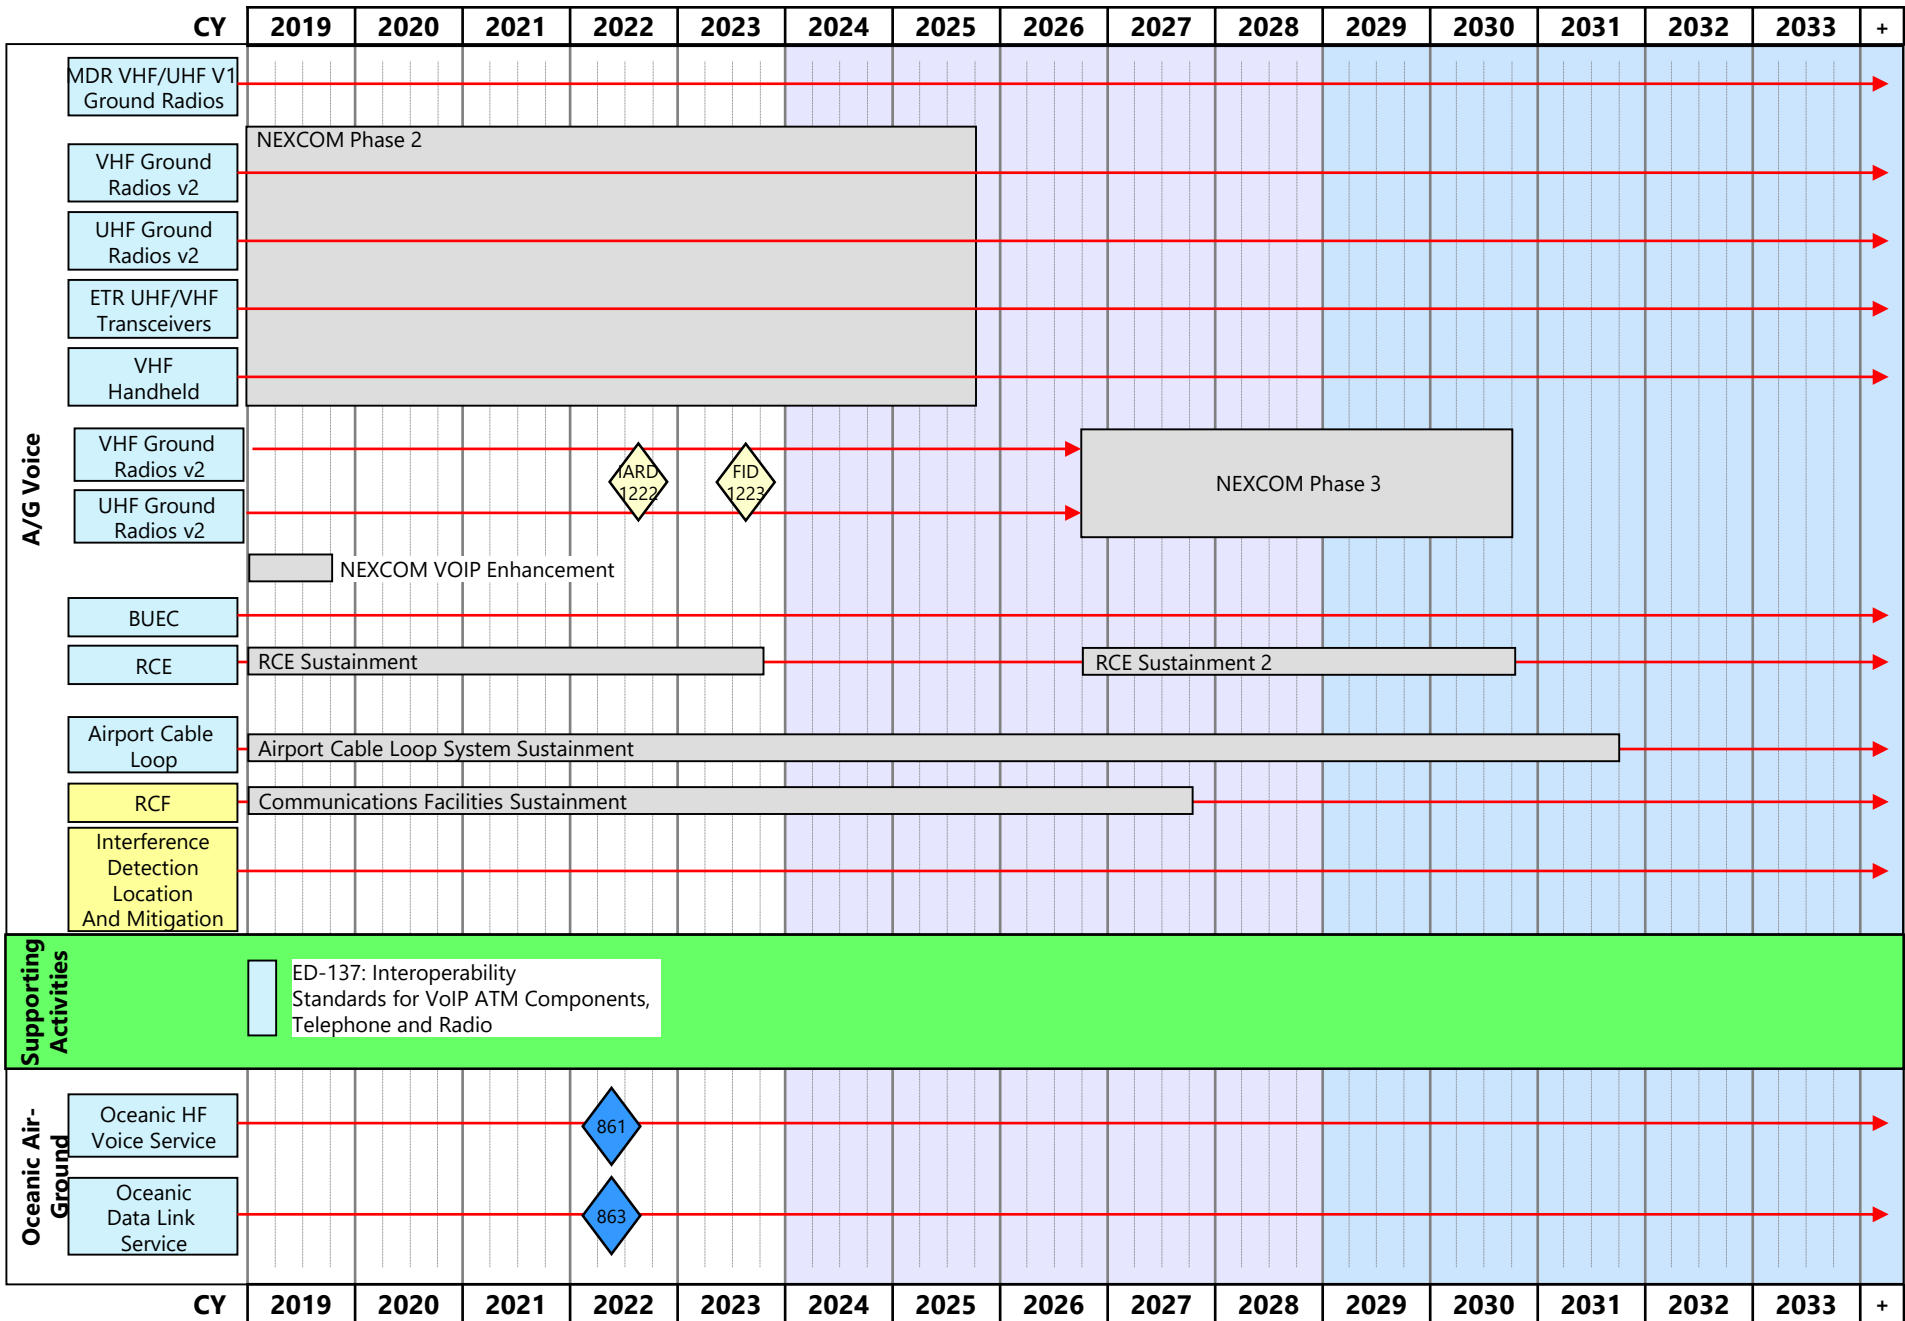 CY 2019 2020 2021 2022 2023 2024 2025 2026 2027 2028 2029 2030 2031 2032 2033 +
A/G Voice
MDR VHF/UHF V1
Ground Radios
NEXCOM Phase 2
VHF Ground
Radios v2
UHF Ground
Radios v2
ETR UHF/VHF
Transceivers
VHF
Handheld
VHF Ground
Radios v2
UHF Ground
Radios v2
IARD
1222
FID
1223
NEXCOM Phase 3
NEXCOM VOIP Enhancement
BUEC
RCE
RCE Sustainment
RCE Sustainment 2
Airport Cable
Loop
Airport Cable Loop System Sustainment
RCF
Communications Facilities Sustainment
Interference
Detection
Location
And Mitigation
Supporting
Activities
ED-137: Interoperability
Standards for VoIP ATM Components,
Telephone and Radio
Oceanic Air-
Ground
Oceanic HF
Voice Service
861
Oceanic
Data Link
Service
863
CY 2019 2020 2021 2022 2023 2024 2025 2026 2027 2028 2029 2030 2031 2032 2033 +